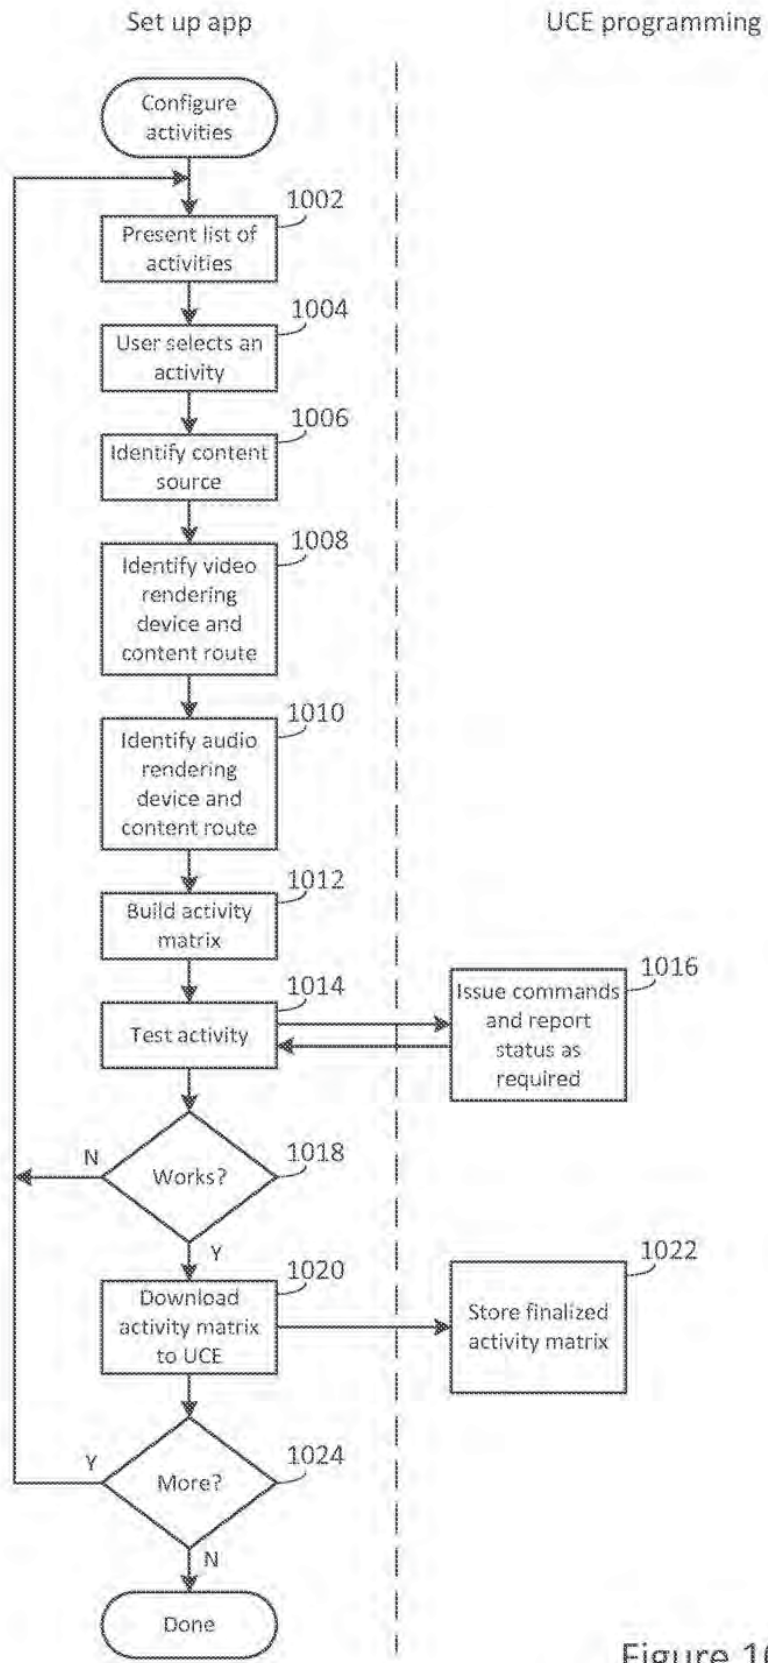 Set up app
UCE programming
Configure
activities
1002
Present list of
activities
1004
User selects an
activity
1006
Identify content
source
1008
Identify video
rendering
device and
content route
1010
Identify audio
rendering
device and
content route
1012
Build activity
matrix
1014
Test activity
1016
Issue commands
and report
status as
required
1018
N
Works?
Y
1020
Download
activity matrix
to UCE
1022
Store finalized
activity matrix
1024
Y
More?
N
Done
Figure